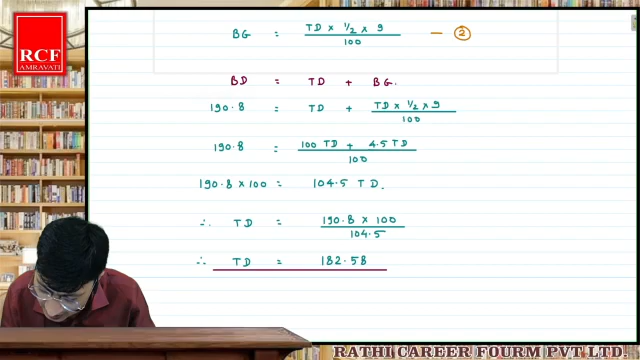 RCF
AMRAVATI
BG = TD × 1/2 × 9 / 100 — 2
BD = TD + BG.
190.8 = TD + TD × 1/2 × 9 / 100
190.8 = 100 TD + 4.5 TD / 100
190.8 × 100 = 104.5 TD.
∴ TD = 190.8 × 100 / 104.5
∴ TD = 182.58
RATHI CAREER FOURM PVT LTD